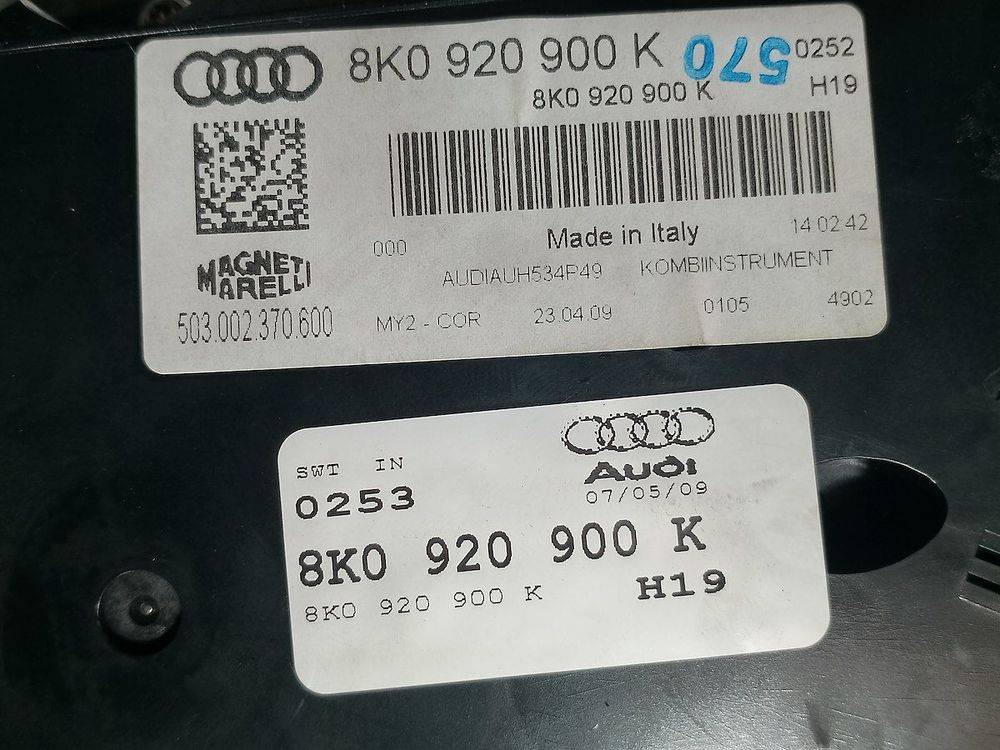 8K0 920 900 K 570 0252
8K0 920 900 K H19
MAGNETI
MARELLI
503.002.370.600
000 Made in Italy 14 02 42
AUDIAUH534P49 KOMBIINSTRUMENT
MY2 - COR 23.04.09 0105 4902
SWT IN
0253
Audi
07/05/09
8K0 920 900 K
8K0 920 900 K H19